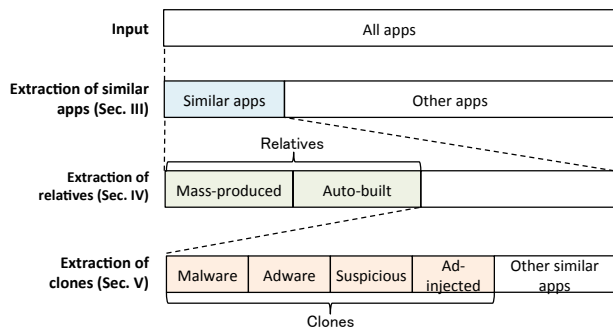 Input
All apps
Extraction of similar
apps (Sec. III)
Similar apps
Other apps
Relatives
Extraction of
relatives (Sec. IV)
Mass-produced
Auto-built
Extraction of
clones (Sec. V)
Malware
Adware
Suspicious
Ad-
injected
Other similar
apps
Clones